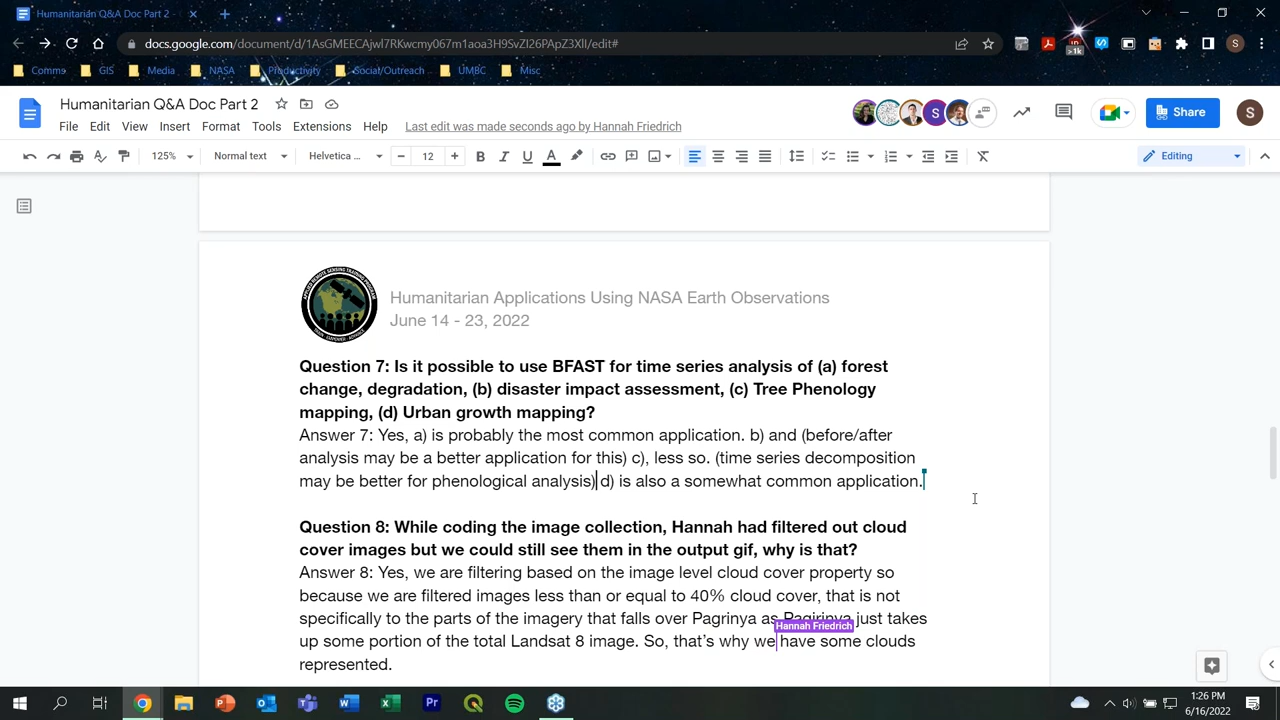 Humanitarian Q&A Doc Part 2
docs.google.com/document/d/1AsGMEECAjwl7RKwcmy067m1aoa3H9SvZI26PApZ3XlI/edit#
>1k
S
Comms
GIS
Media
NASA
Productivity
Social/Outreach
UMBC
Misc
Humanitarian Q&A Doc Part 2
File Edit View Insert Format Tools Extensions Help Last edit was made seconds ago by Hannah Friedrich
S
Share
S
125% Normal text Helvetica ... 12 B I U A Editing
Humanitarian Applications Using NASA Earth Observations
June 14 - 23, 2022
Question 7: Is it possible to use BFAST for time series analysis of (a) forest
change, degradation, (b) disaster impact assessment, (c) Tree Phenology
mapping, (d) Urban growth mapping?
Answer 7: Yes, a) is probably the most common application. b) and (before/after
analysis may be a better application for this) c), less so. (time series decomposition
may be better for phenological analysis) d) is also a somewhat common application.
Question 8: While coding the image collection, Hannah had filtered out cloud
cover images but we could still see them in the output gif, why is that?
Answer 8: Yes, we are filtering based on the image level cloud cover property so
because we are filtered images less than or equal to 40% cloud cover, that is not
specifically to the parts of the imagery that falls over Pagrinya as Pagirinya just takes
Hannah Friedrich
up some portion of the total Landsat 8 image. So, that's why we have some clouds
represented.
1:26 PM
6/16/2022